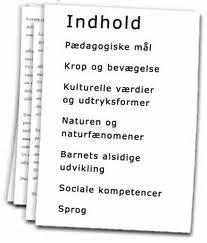 Indhold
Pædagogiske mål
Krop og bevægelse
Kulturelle værdier
og udtryksformer
Naturen og
naturfænomener
Barnets alsidige
udvikling
Sociale kompetencer
Sprog